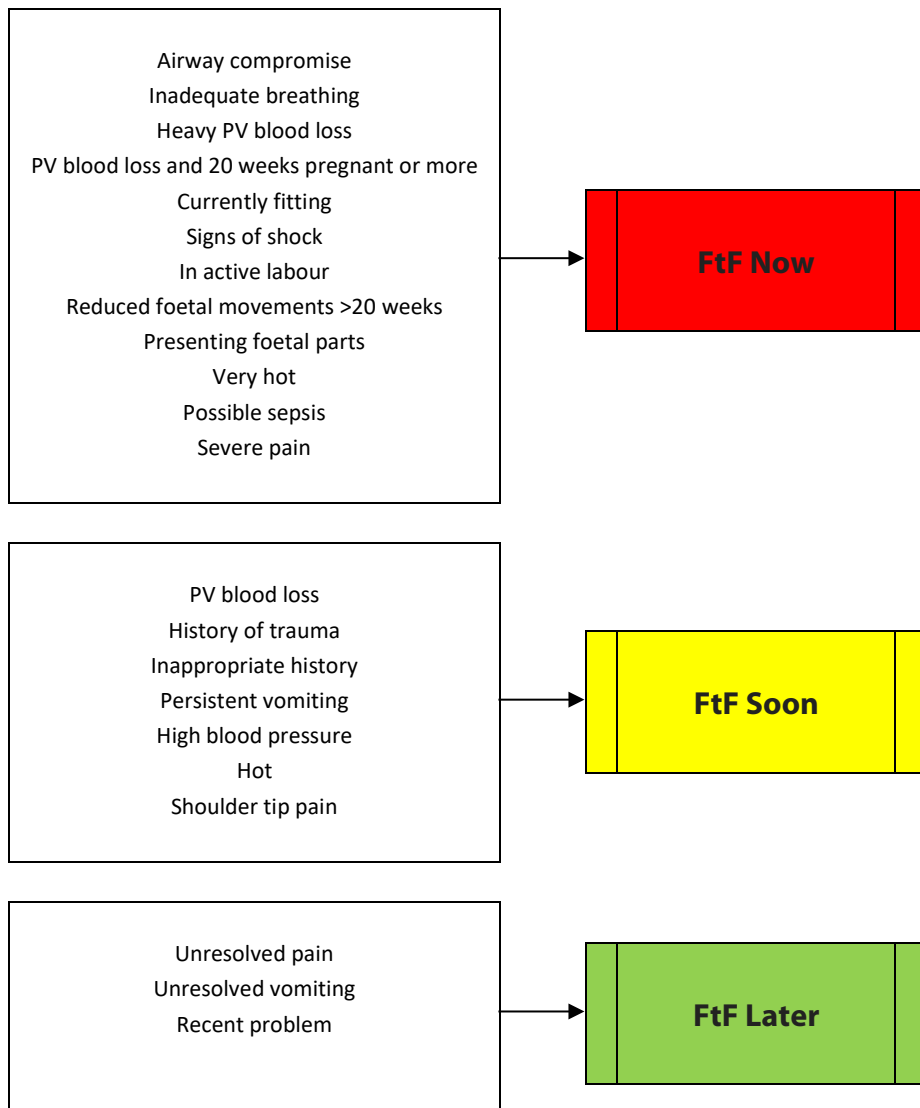 Airway compromise
Inadequate breathing
Heavy PV blood loss
PV blood loss and 20 weeks pregnant or more
Currently fitting
Signs of shock
In active labour
Reduced foetal movements >20 weeks
Presenting foetal parts
Very hot
Possible sepsis
Severe pain
FtF Now
PV blood loss
History of trauma
Inappropriate history
Persistent vomiting
High blood pressure
Hot
Shoulder tip pain
FtF Soon
Unresolved pain
Unresolved vomiting
Recent problem
FtF Later